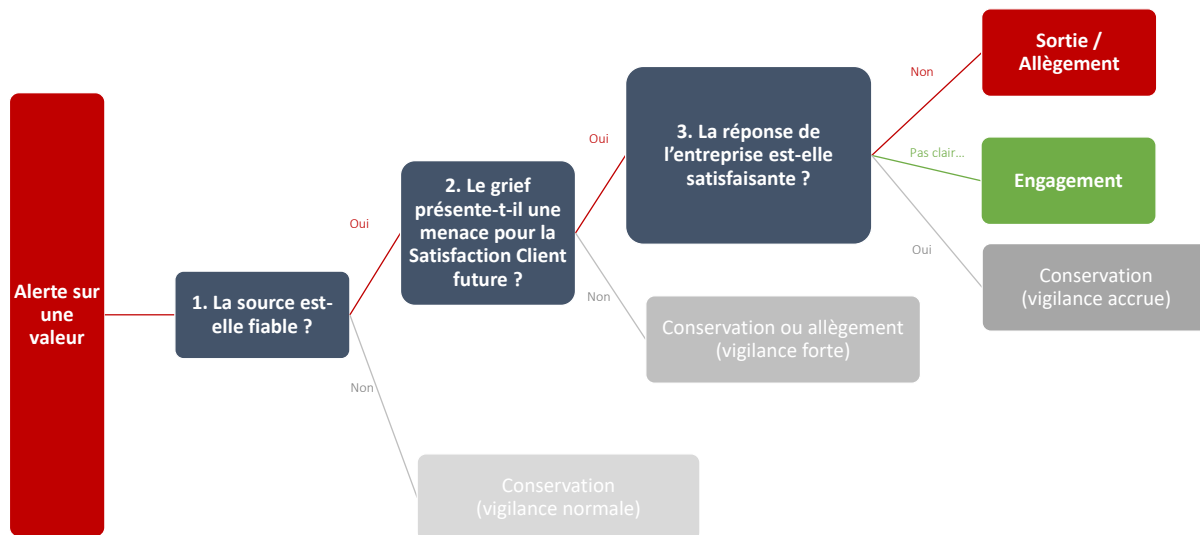 Alerte sur
une
valeur
1. La source est-
elle fiable ?
Oui
Non
2. Le grief
présente-t-il une
menace pour la
Satisfaction Client
future ?
Conservation
(vigilance normale)
Oui
Non
3. La réponse de
l'entreprise est-elle
satisfaisante ?
Conservation ou allègement
(vigilance forte)
Non
Pas clair...
Oui
Sortie /
Allègement
Engagement
Conservation
(vigilance accrue)